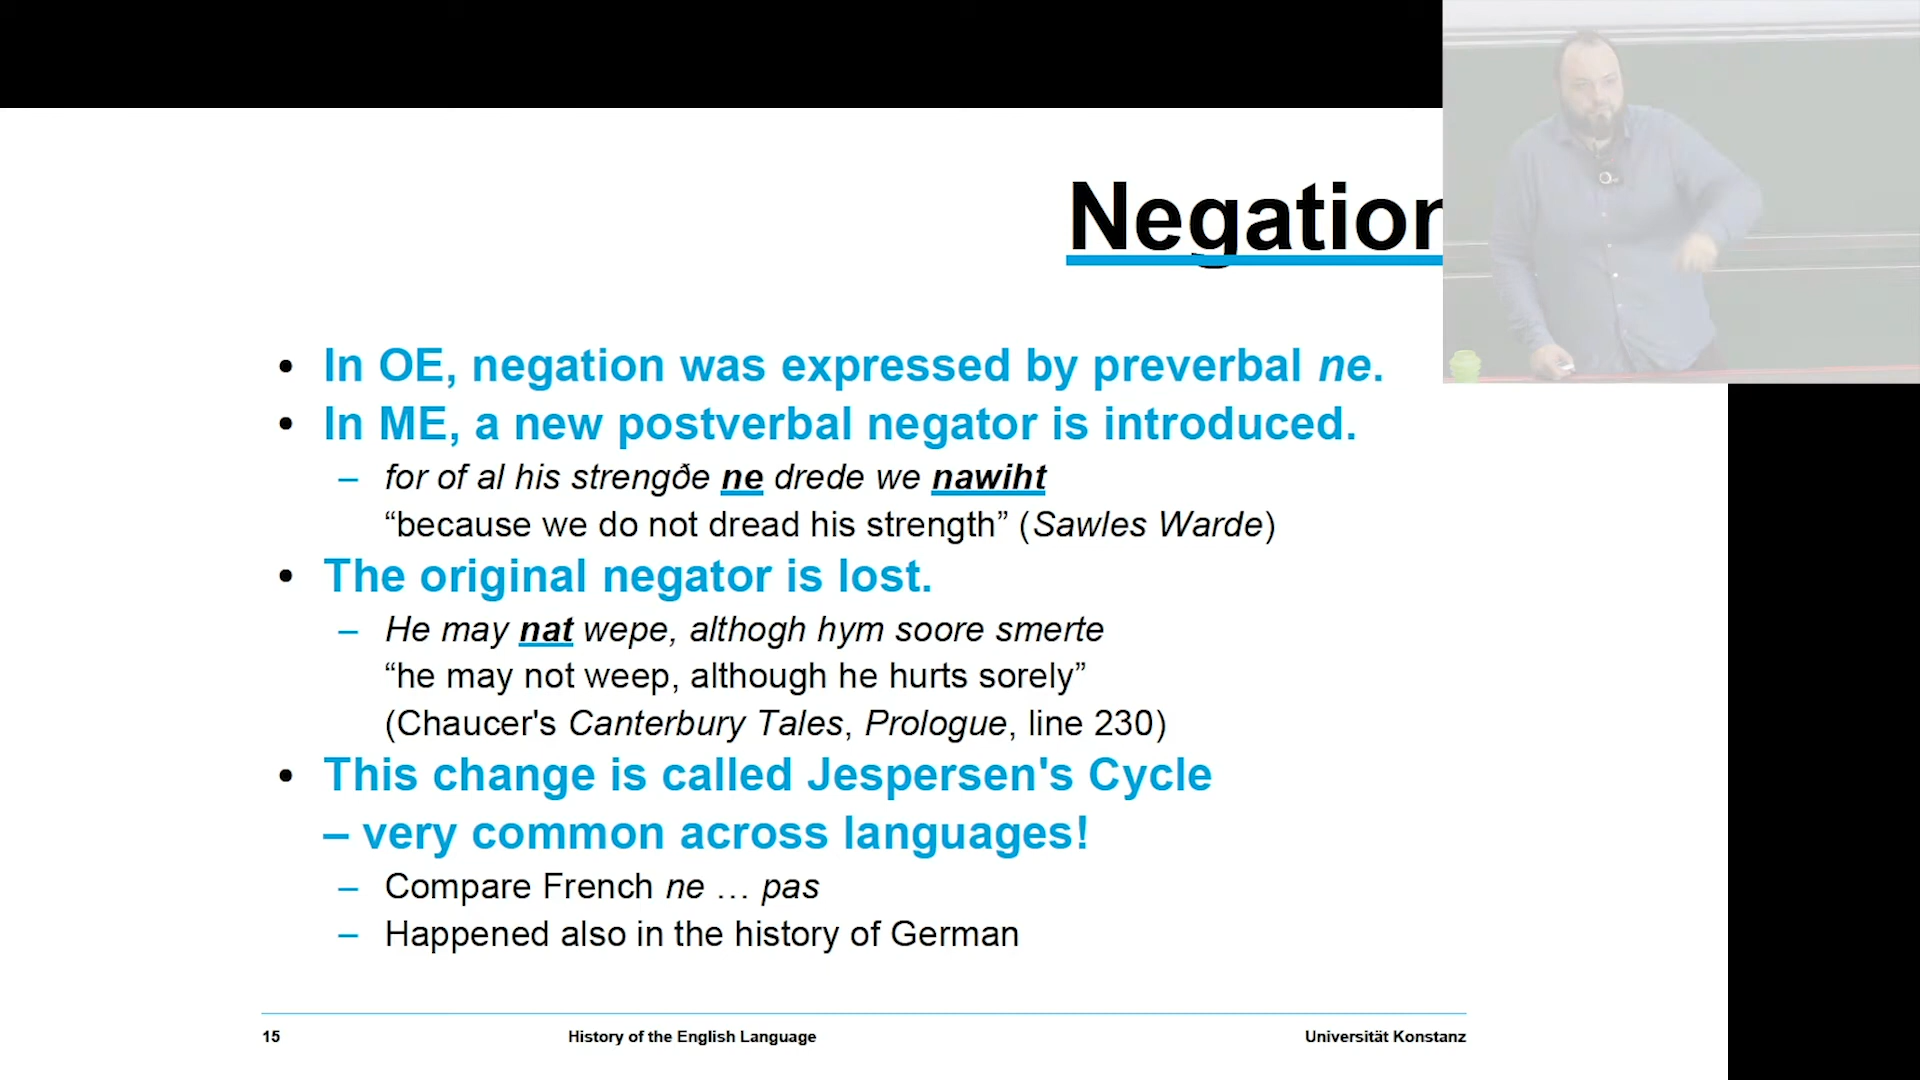 Negation
• In OE, negation was expressed by preverbal ne.
• In ME, a new postverbal negator is introduced.
– for of al his strengðe ne drede we nawiht
“because we do not dread his strength” (Sawles Warde)
• The original negator is lost.
– He may nat wepe, althogh hym soore smerte
“he may not weep, although he hurts sorely”
(Chaucer's Canterbury Tales, Prologue, line 230)
• This change is called Jespersen's Cycle
– very common across languages!
– Compare French ne … pas
– Happened also in the history of German
15 History of the English Language Universität Konstanz